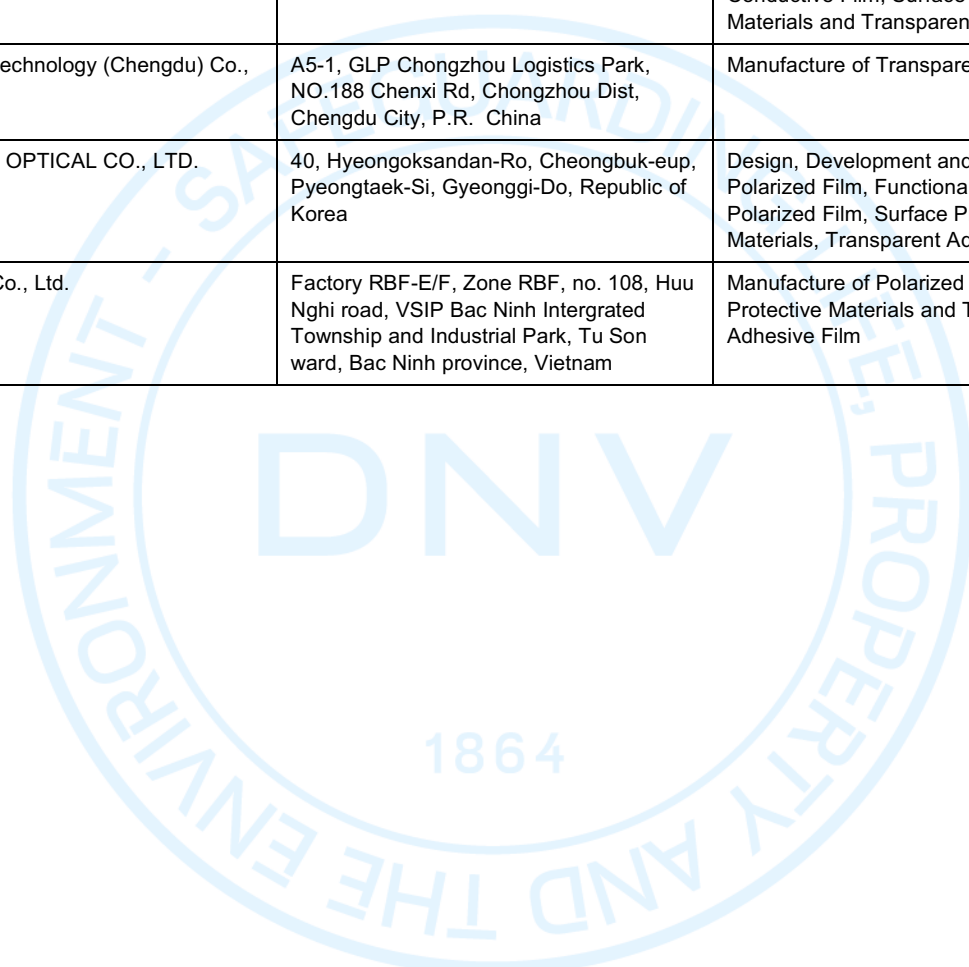 Materials and Transparen
echnology (Chengdu) Co.,
A5-1, GLP Chongzhou Logistics Park,
NO.188 Chenxi Rd, Chongzhou Dist,
Chengdu City, P.R. China
Manufacture of Transpare
OPTICAL CO., LTD.
40, Hyeongoksandan-Ro, Cheongbuk-eup,
Pyeongtaek-Si, Gyeonggi-Do, Republic of
Korea
Design, Development and
Polarized Film, Functiona
Polarized Film, Surface P
Materials, Transparent Ad
Co., Ltd.
Factory RBF-E/F, Zone RBF, no. 108, Huu
Nghi road, VSIP Bac Ninh Intergrated
Township and Industrial Park, Tu Son
ward, Bac Ninh province, Vietnam
Manufacture of Polarized
Protective Materials and T
Adhesive Film
SAFEGUARDING LIFE, PROPERTY AND THE ENVIRONMENT -
DNV
1864